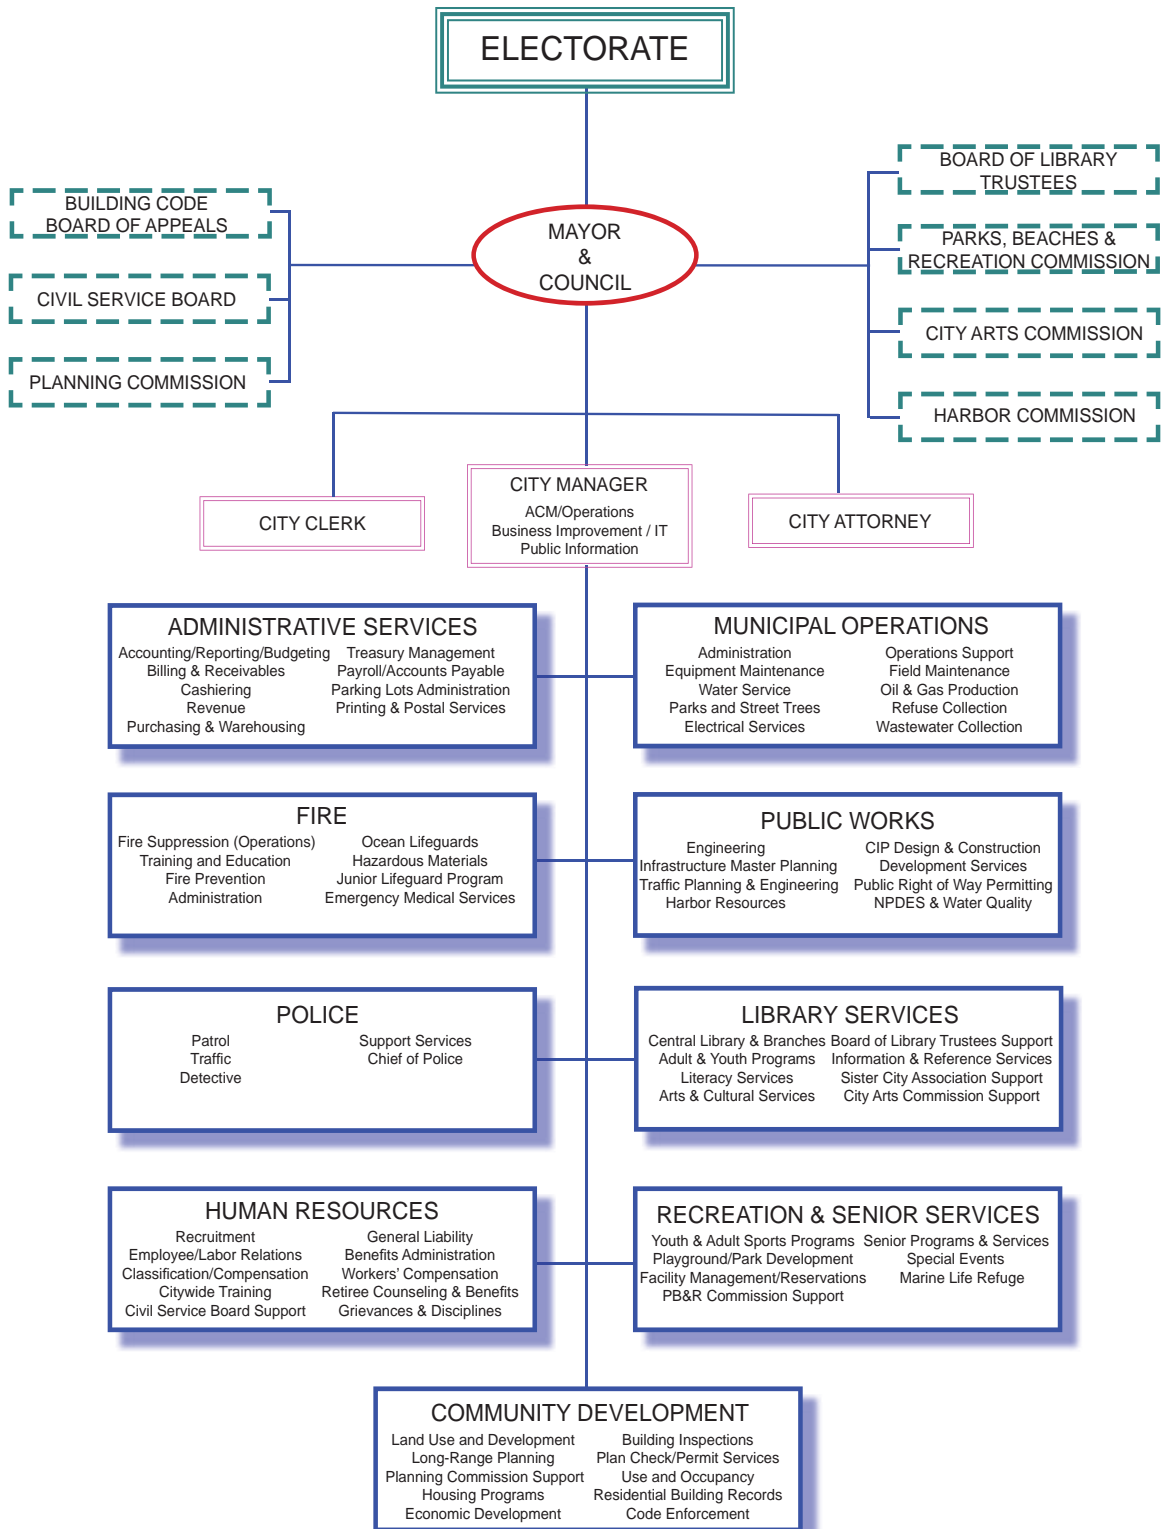 ELECTORATE
BUILDING CODE
BOARD OF APPEALS
CIVIL SERVICE BOARD
PLANNING COMMISSION
MAYOR
&
COUNCIL
BOARD OF LIBRARY
TRUSTEES
PARKS, BEACHES &
RECREATION COMMISSION
CITY ARTS COMMISSION
HARBOR COMMISSION
CITY CLERK
CITY MANAGER
ACM/Operations
Business Improvement / IT
Public Information
CITY ATTORNEY
ADMINISTRATIVE SERVICES
Accounting/Reporting/Budgeting
Billing & Receivables
Cashiering
Revenue
Purchasing & Warehousing
Treasury Management
Payroll/Accounts Payable
Parking Lots Administration
Printing & Postal Services
MUNICIPAL OPERATIONS
Administration
Equipment Maintenance
Water Service
Parks and Street Trees
Electrical Services
Operations Support
Field Maintenance
Oil & Gas Production
Refuse Collection
Wastewater Collection
FIRE
Fire Suppression (Operations)
Training and Education
Fire Prevention
Administration
Ocean Lifeguards
Hazardous Materials
Junior Lifeguard Program
Emergency Medical Services
PUBLIC WORKS
Engineering
Infrastructure Master Planning
Traffic Planning & Engineering
Harbor Resources
CIP Design & Construction
Development Services
Public Right of Way Permitting
NPDES & Water Quality
POLICE
Patrol
Traffic
Detective
Support Services
Chief of Police
LIBRARY SERVICES
Central Library & Branches
Adult & Youth Programs
Literacy Services
Arts & Cultural Services
Board of Library Trustees Support
Information & Reference Services
Sister City Association Support
City Arts Commission Support
HUMAN RESOURCES
Recruitment
Employee/Labor Relations
Classification/Compensation
Citywide Training
Civil Service Board Support
General Liability
Benefits Administration
Workers' Compensation
Retiree Counseling & Benefits
Grievances & Disciplines
RECREATION & SENIOR SERVICES
Youth & Adult Sports Programs
Playground/Park Development
Facility Management/Reservations
PB&R Commission Support
Senior Programs & Services
Special Events
Marine Life Refuge
COMMUNITY DEVELOPMENT
Land Use and Development
Long-Range Planning
Planning Commission Support
Housing Programs
Economic Development
Building Inspections
Plan Check/Permit Services
Use and Occupancy
Residential Building Records
Code Enforcement